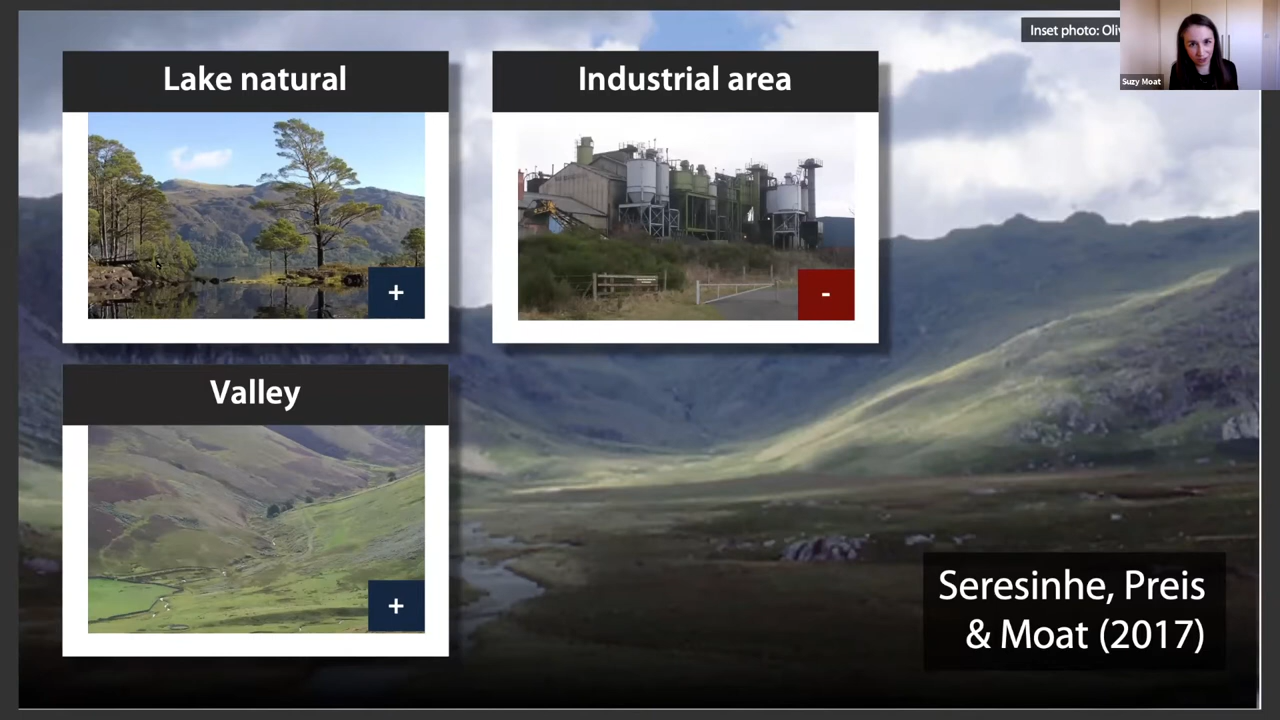 Inset photo:
Suzy Moat
Lake natural
+
Industrial area
-
Valley
+
Seresinhe, Preis
& Moat (2017)